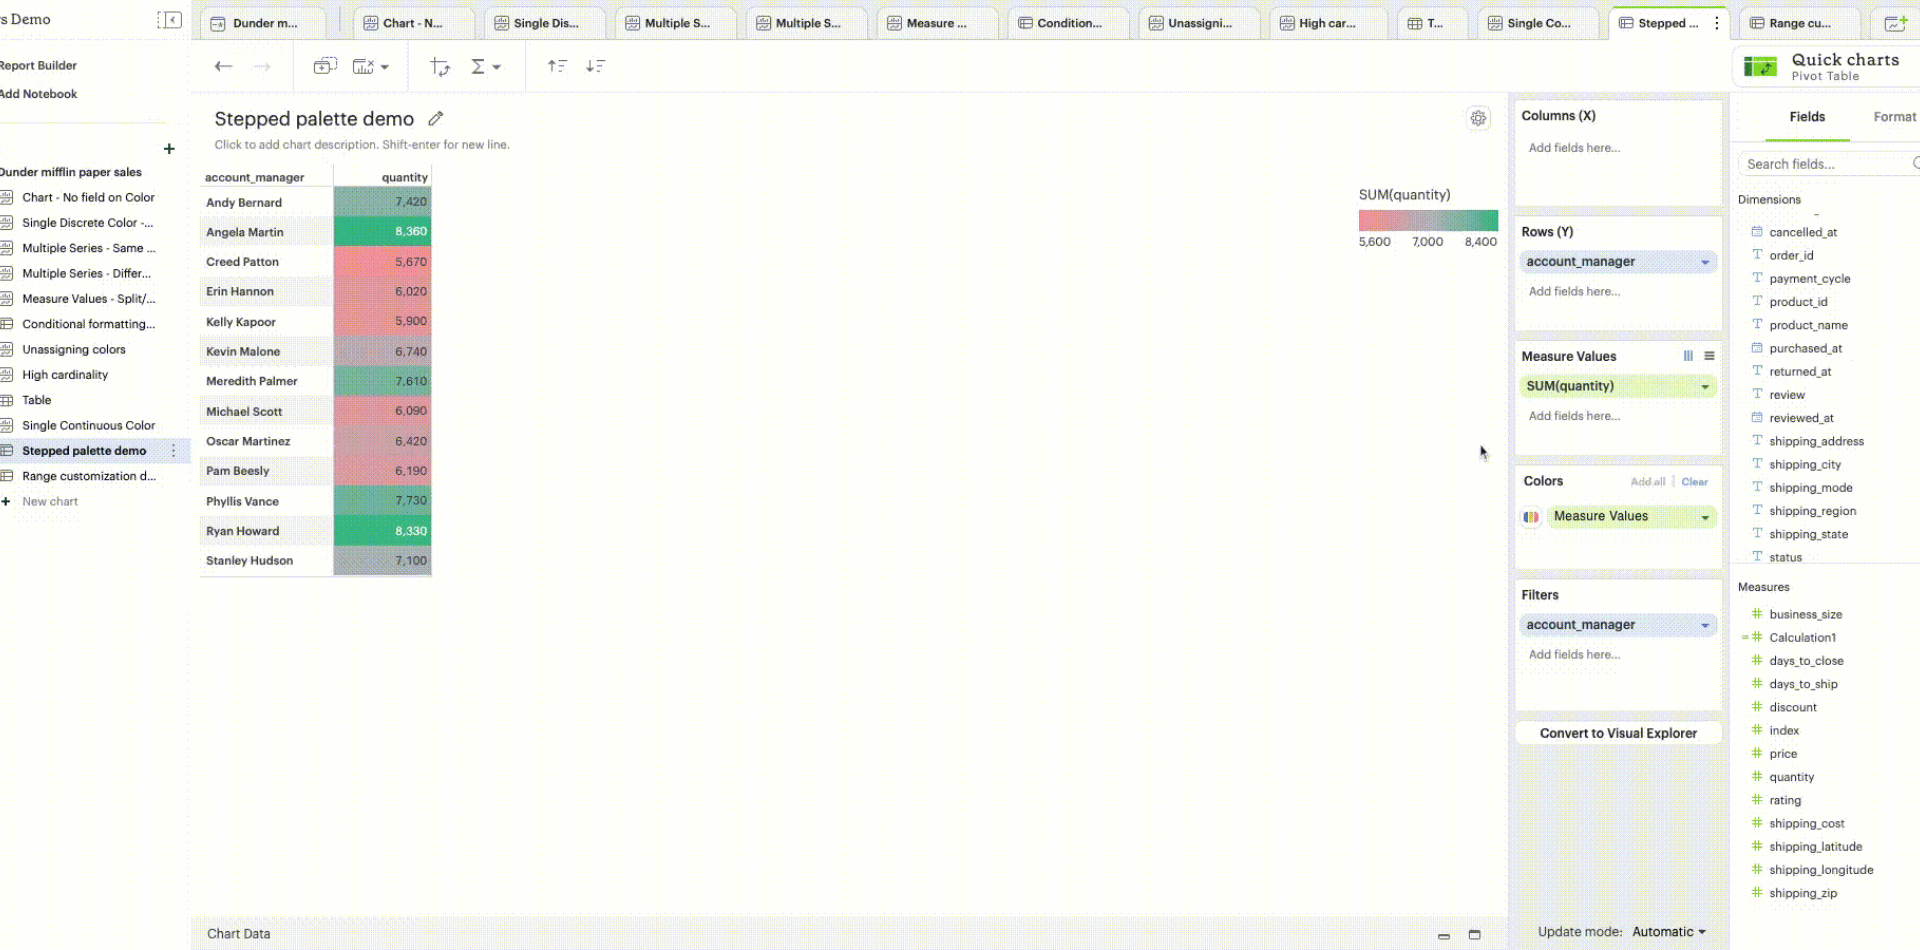 s Demo
Report Builder
Add Notebook
Dunder mifflin paper sales
Chart - No field on Color
Single Discrete Color -...
Multiple Series - Same ...
Multiple Series - Differ...
Measure Values - Split/...
Conditional formatting...
Unassigning colors
High cardinality
Table
Single Continuous Color
Stepped palette demo
Range customization d...
New chart
Dunder m...
Chart - N...
Single Dis...
Multiple S...
Multiple S...
Measure ...
Condition...
Unassigni...
High car...
T...
Single Co...
Stepped ...
Range cu...
Stepped palette demo
Click to add chart description. Shift-enter for new line.
account_manager quantity
Andy Bernard 7,420
Angela Martin 8,360
Creed Patton 5,670
Erin Hannon 6,020
Kelly Kapoor 5,900
Kevin Malone 6,740
Meredith Palmer 7,610
Michael Scott 6,090
Oscar Martinez 6,420
Pam Beesly 6,190
Phyllis Vance 7,730
Ryan Howard 8,330
Stanley Hudson 7,100
SUM(quantity)
5,600 7,000 8,400
Chart Data
Columns (X)
Add fields here...
Rows (Y)
account_manager
Add fields here...
Measure Values
SUM(quantity)
Add fields here...
Colors Add all Clear
Measure Values
Filters
account_manager
Add fields here...
Convert to Visual Explorer
Update mode: Automatic
Quick charts
Pivot Table
Fields Format
Search fields...
Dimensions
cancelled_at
order_id
payment_cycle
product_id
product_name
purchased_at
returned_at
review
reviewed_at
shipping_address
shipping_city
shipping_mode
shipping_region
shipping_state
status
Measures
business_size
Calculation1
days_to_close
days_to_ship
discount
index
price
quantity
rating
shipping_cost
shipping_latitude
shipping_longitude
shipping_zip